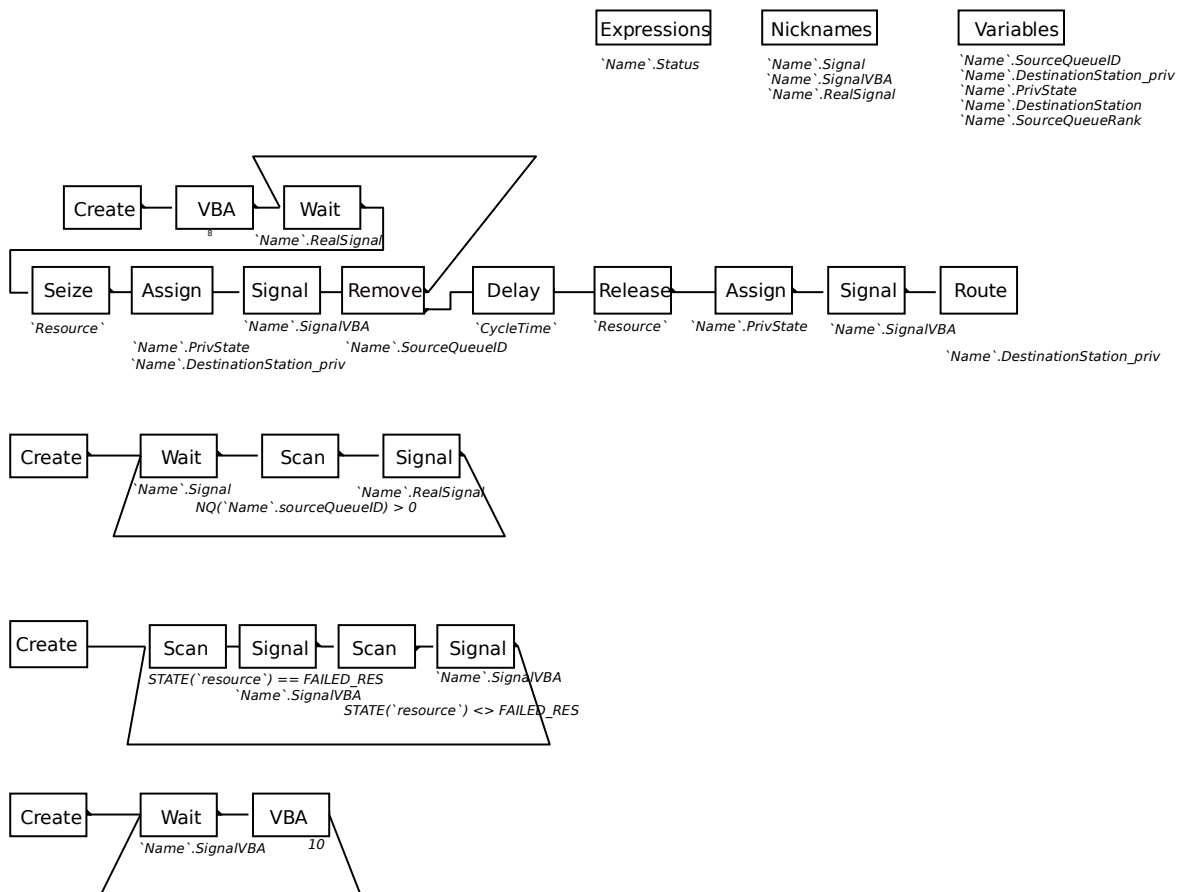 Expressions
Nicknames
Variables
`Name`.Status
`Name`.Signal
`Name`.SignalVBA
`Name`.RealSignal
`Name`.SourceQueueID
`Name`.DestinationStation_priv
`Name`.PrivState
`Name`.DestinationStation
`Name`.SourceQueueRank
Create
VBA
8
Wait
`Name`.RealSignal
Seize
Assign
Signal
Remove
Delay
Release
Assign
Signal
Route
`Resource`
`Name`.PrivState
`Name`.DestinationStation_priv
`Name`.SignalVBA
`Name`.SourceQueueID
`CycleTime`
`Resource`
`Name`.PrivState
`Name`.SignalVBA
`Name`.DestinationStation_priv
Create
Wait
Scan
Signal
`Name`.Signal
NQ(`Name`.sourceQueueID) > 0
`Name`.RealSignal
Create
Scan
Signal
Scan
Signal
STATE(`resource`) == FAILED_RES
`Name`.SignalVBA
STATE(`resource`) <> FAILED_RES
`Name`.SignalVBA
Create
Wait
VBA
`Name`.SignalVBA
10